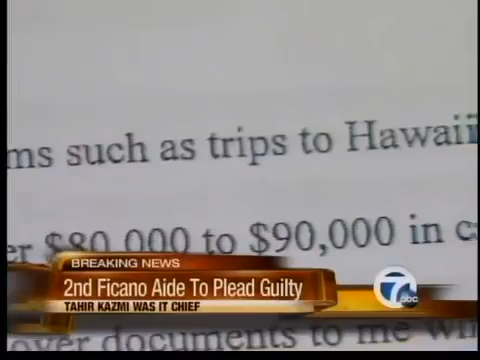 ms such as trips to Hawaii
er $80,000 to $90,000 in c
BREAKING NEWS
2nd Ficano Aide To Plead Guilty
TAHIR KAZMI WAS IT CHIEF
7 abc
over documents to me